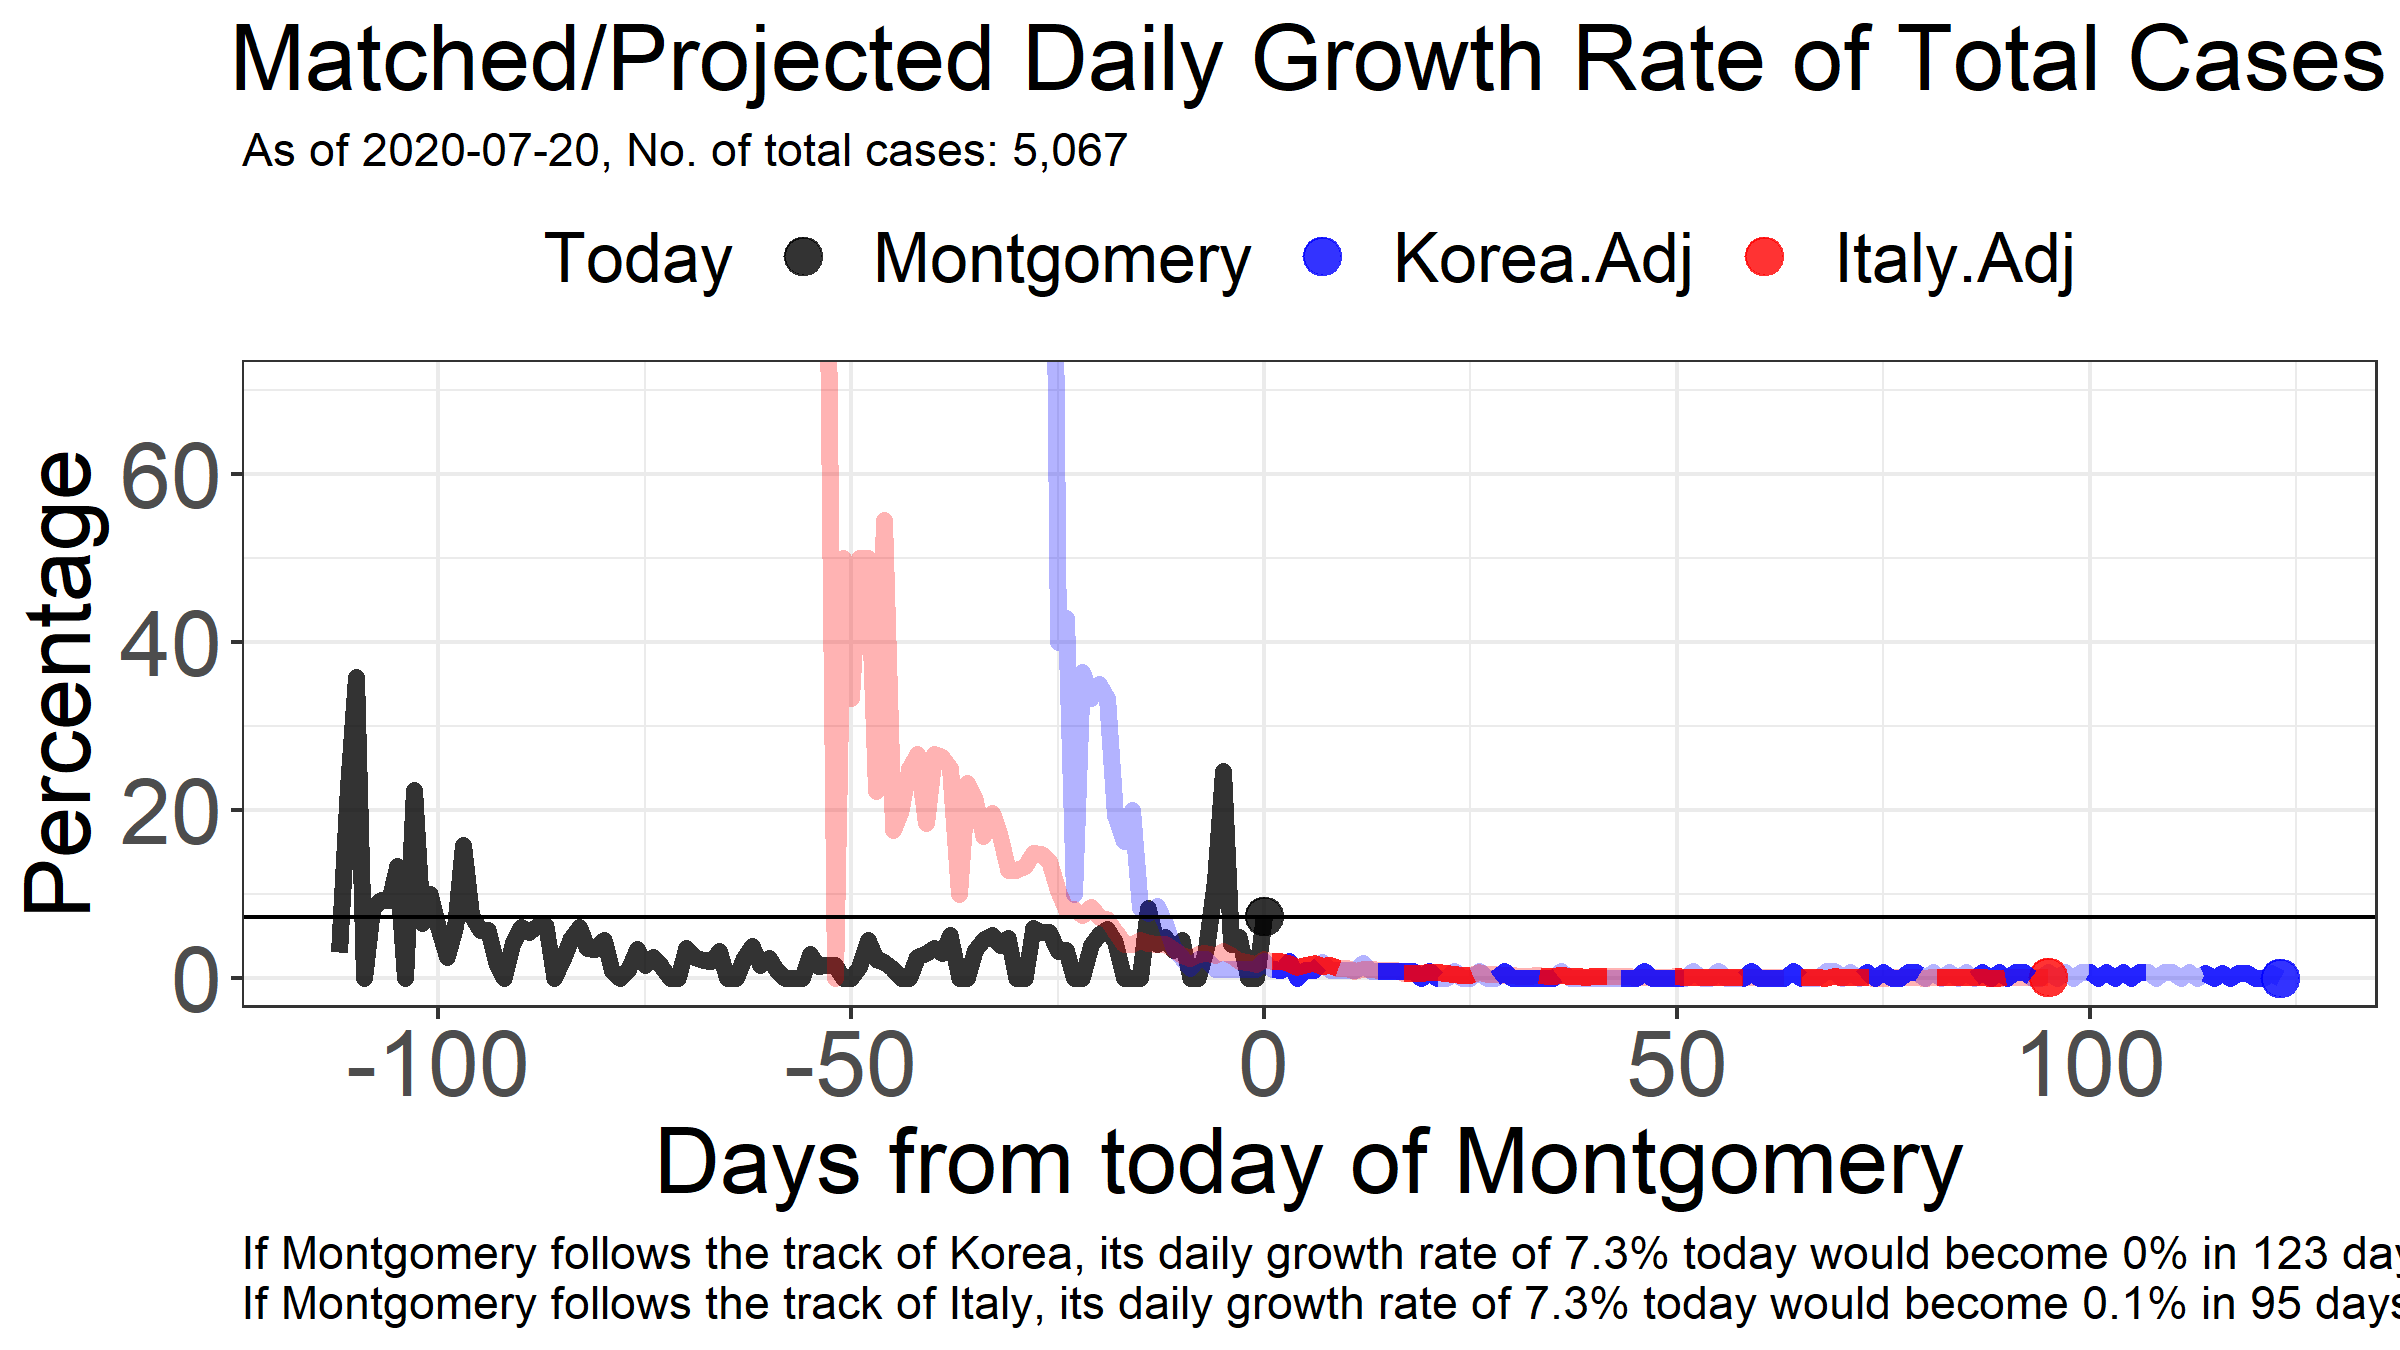 Matched/Projected Daily Growth Rate of Total Cases
As of 2020-07-20, No. of total cases: 5,067
Today Montgomery Korea.Adj Italy.Adj
Percentage
60
40
20
0
-100 -50 0 50 100
Days from today of Montgomery
If Montgomery follows the track of Korea, its daily growth rate of 7.3% today would become 0% in 123 day
If Montgomery follows the track of Italy, its daily growth rate of 7.3% today would become 0.1% in 95 days